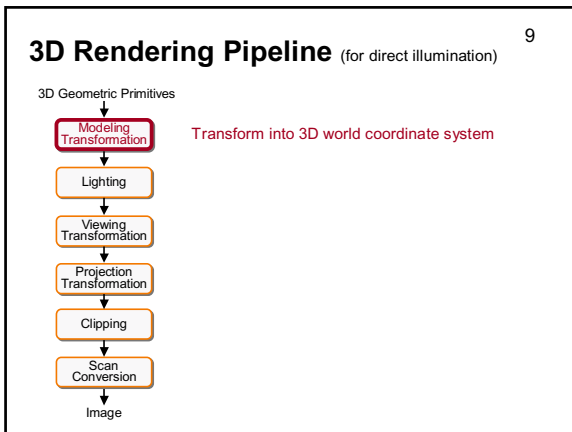 9
3D Rendering Pipeline (for direct illumination)
3D Geometric Primitives
Modeling
Transformation
Transform into 3D world coordinate system
Lighting
Viewing
Transformation
Projection
Transformation
Clipping
Scan
Conversion
Image